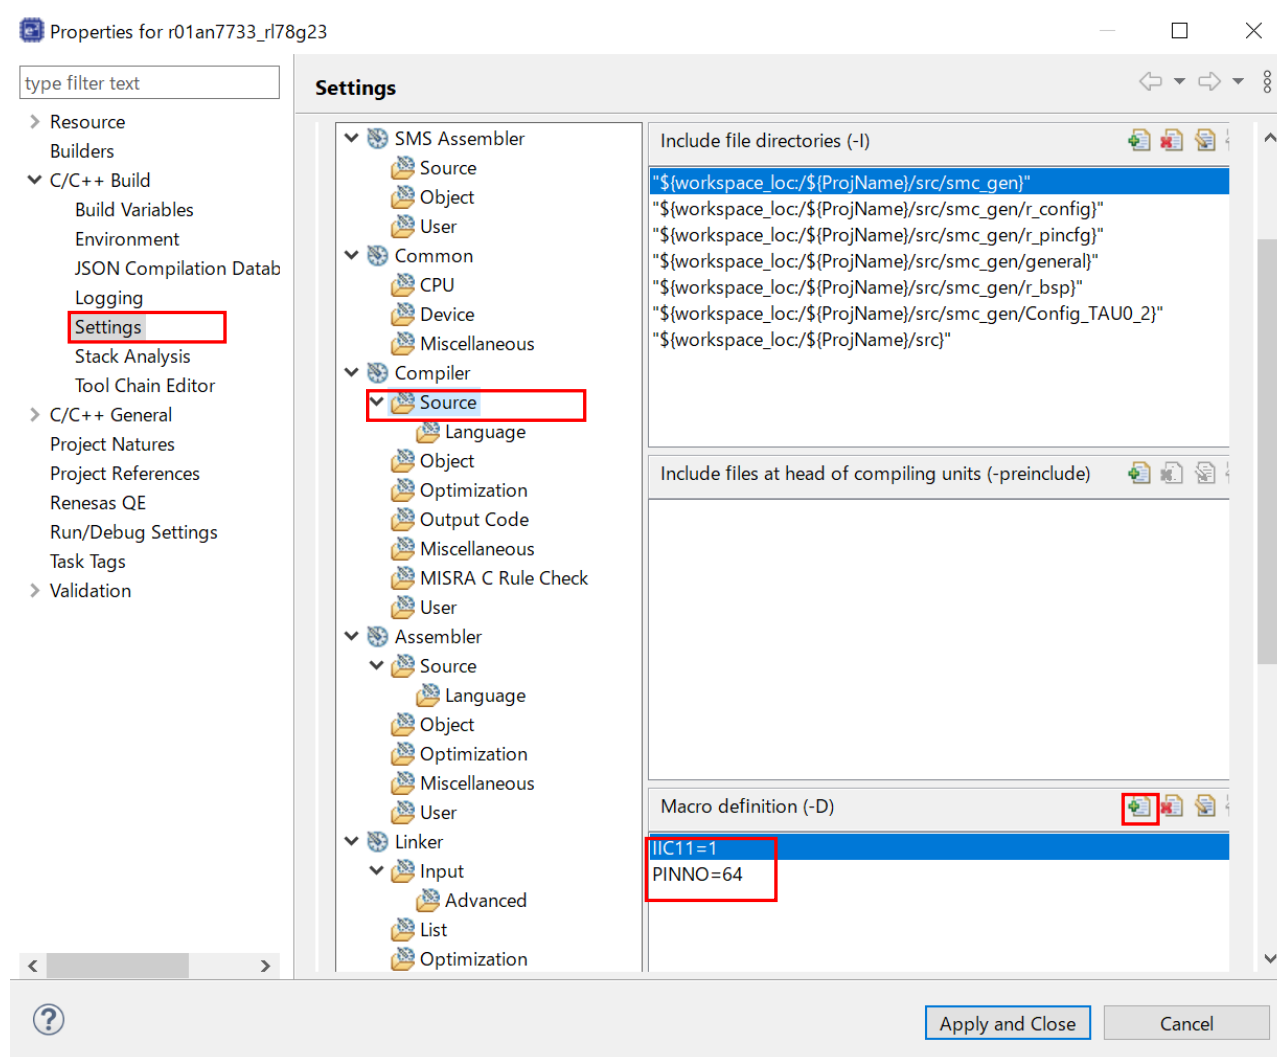 Properties for r01an7733_rl78g23
type filter text
Resource
Builders
C/C++ Build
Build Variables
Environment
JSON Compilation Datab
Logging
Settings
Stack Analysis
Tool Chain Editor
C/C++ General
Project Natures
Project References
Renesas QE
Run/Debug Settings
Task Tags
Validation
Settings
SMS Assembler
Source
Object
User
Common
CPU
Device
Miscellaneous
Compiler
Source
Language
Object
Optimization
Output Code
Miscellaneous
MISRA C Rule Check
User
Assembler
Source
Language
Object
Optimization
Miscellaneous
User
Linker
Input
Advanced
List
Optimization
Include file directories (-I)
"${workspace_loc:/${ProjName}/src/smc_gen}"
"${workspace_loc:/${ProjName}/src/smc_gen/r_config}"
"${workspace_loc:/${ProjName}/src/smc_gen/r_pincfg}"
"${workspace_loc:/${ProjName}/src/smc_gen/general}"
"${workspace_loc:/${ProjName}/src/smc_gen/r_bsp}"
"${workspace_loc:/${ProjName}/src/smc_gen/Config_TAU0_2}"
"${workspace_loc:/${ProjName}/src}"
Include files at head of compiling units (-preinclude)
Macro definition (-D)
IIC11=1
PINNO=64
Apply and Close
Cancel